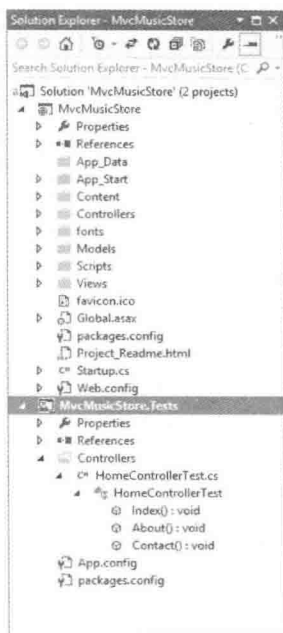 Solution Explorer - MvcMusicStore
Search Solution Explorer - MvcMusicStore (C
Solution 'MvcMusicStore' (2 projects)
MvcMusicStore
Properties
References
App_Data
App_Start
Content
Controllers
fonts
Models
Scripts
Views
favicon.ico
Global.asax
packages.config
Project_Readme.html
C# Startup.cs
Web.config
MvcMusicStore.Tests
Properties
References
Controllers
C# HomeControllerTest.cs
HomeControllerTest
Index() : void
About() : void
Contact() : void
App.config
packages.config